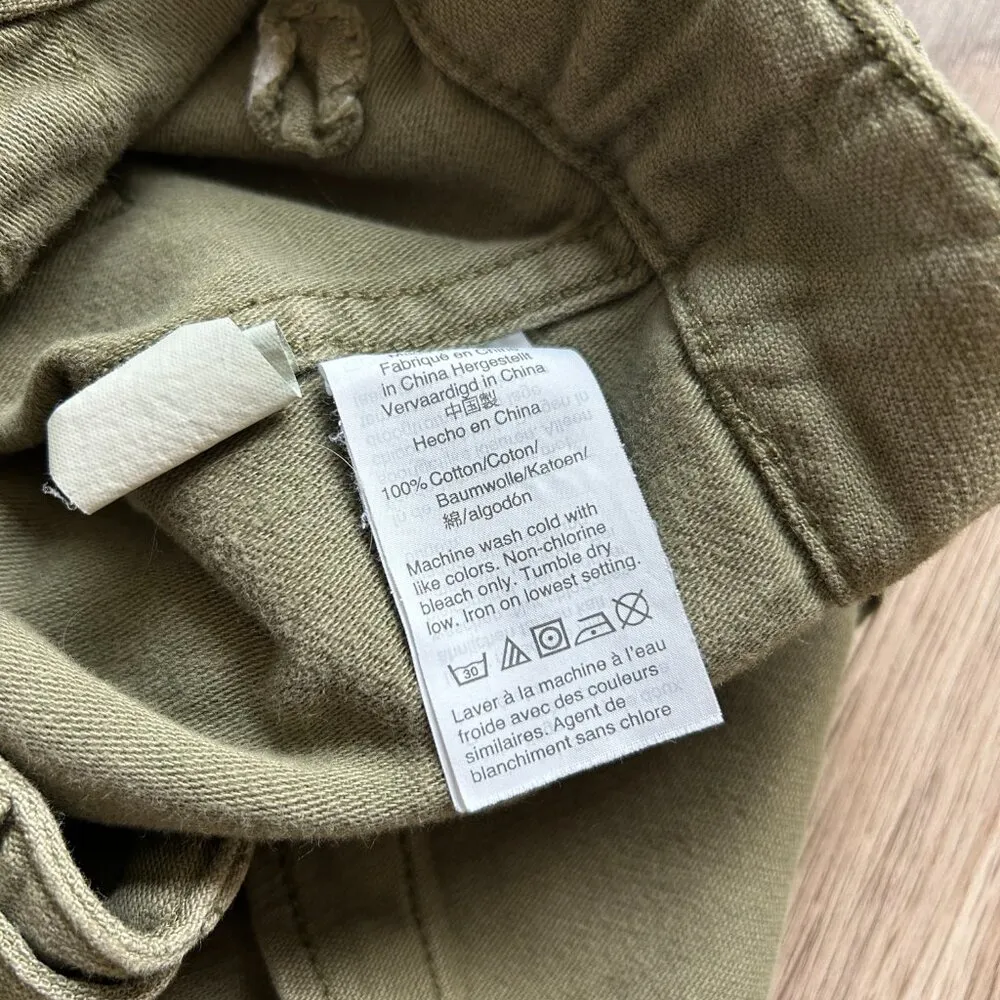 Fabriqué en Chine
in China Hergestellt
Vervaardigd in China
中国製
Hecho en China
100% Cotton/Coton/
Baumwolle/Katoen/
綿/algodón
Machine wash cold with
like colors. Non-chlorine
bleach only. Tumble dry
low. Iron on lowest setting.
30
Laver à la machine à l'eau
froide avec des couleurs
similaires. Agent de
blanchiment sans chlore